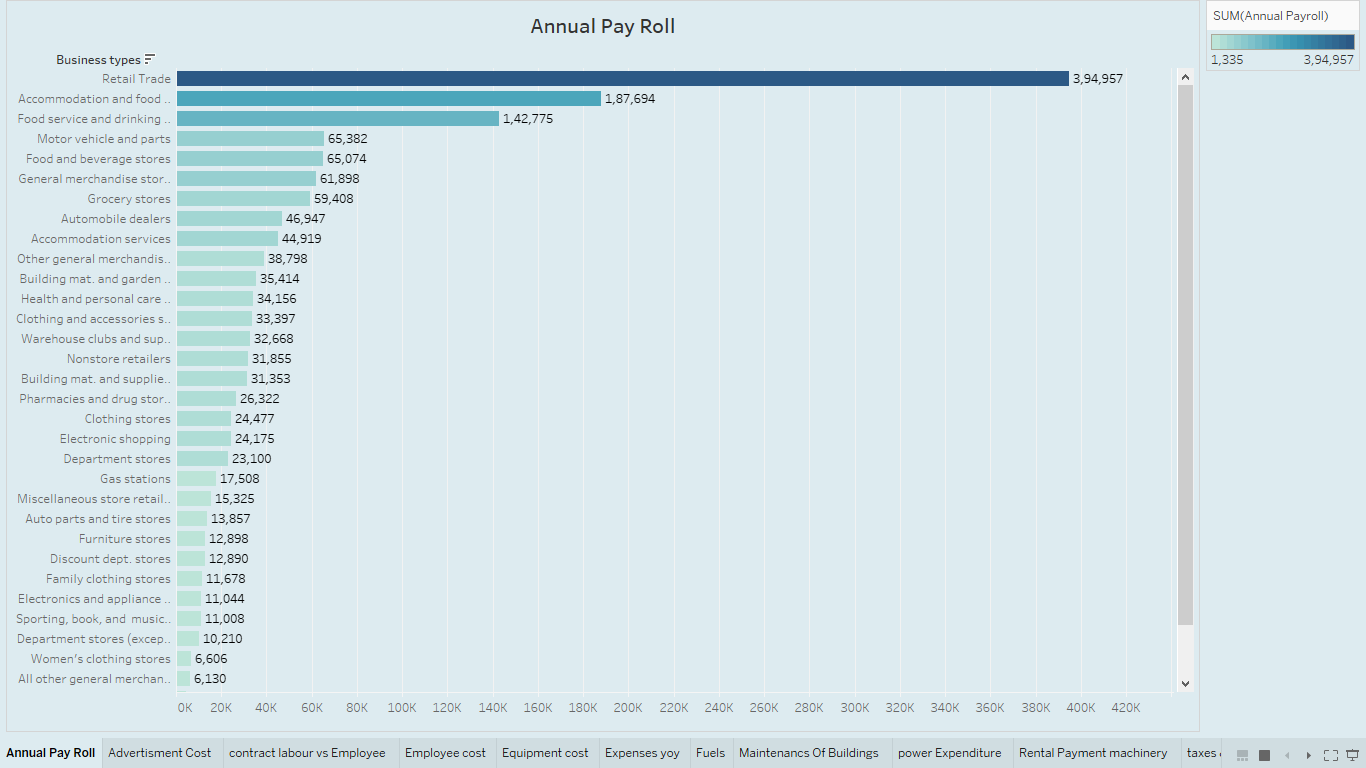 Annual Pay Roll
SUM(Annual Payroll)
1,335 3,94,957
Business types
Retail Trade 3,94,957
Accommodation and food .. 1,87,694
Food service and drinking .. 1,42,775
Motor vehicle and parts 65,382
Food and beverage stores 65,074
General merchandise stor.. 61,898
Grocery stores 59,408
Automobile dealers 46,947
Accommodation services 44,919
Other general merchandis.. 38,798
Building mat. and garden .. 35,414
Health and personal care .. 34,156
Clothing and accessories s.. 33,397
Warehouse clubs and sup.. 32,668
Nonstore retailers 31,855
Building mat. and supplie.. 31,353
Pharmacies and drug stor.. 26,322
Clothing stores 24,477
Electronic shopping 24,175
Department stores 23,100
Gas stations 17,508
Miscellaneous store retail.. 15,325
Auto parts and tire stores 13,857
Furniture stores 12,898
Discount dept. stores 12,890
Family clothing stores 11,678
Electronics and appliance .. 11,044
Sporting, book, and music.. 11,008
Department stores (excep.. 10,210
Women's clothing stores 6,606
All other general merchan.. 6,130
0K 20K 40K 60K 80K 100K 120K 140K 160K 180K 200K 220K 240K 260K 280K 300K 320K 340K 360K 380K 400K 420K
Annual Pay Roll Advertisment Cost contract labour vs Employee Employee cost Equipment cost Expenses yoy Fuels Maintenancs Of Buildings power Expenditure Rental Payment machinery taxes